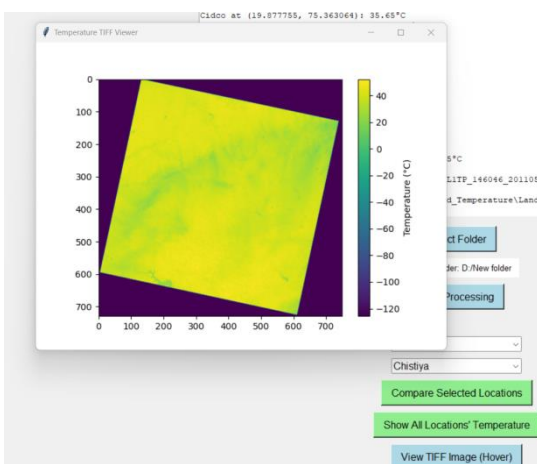 Cidco at (19.877755, 75.363064): 35.65°C
Temperature TIFF Viewer
0
100
200
300
400
500
600
700
0 100 200 300 400 500 600 700
40
20
0
−20
−40
−60
−80
−100
−120
Temperature (°C)
5°C
L1TP_146046_201105
d_Temperature\Land
ct Folder
der: D:/New folder
Processing
Chistiya
Compare Selected Locations
Show All Locations' Temperature
View TIFF Image (Hover)